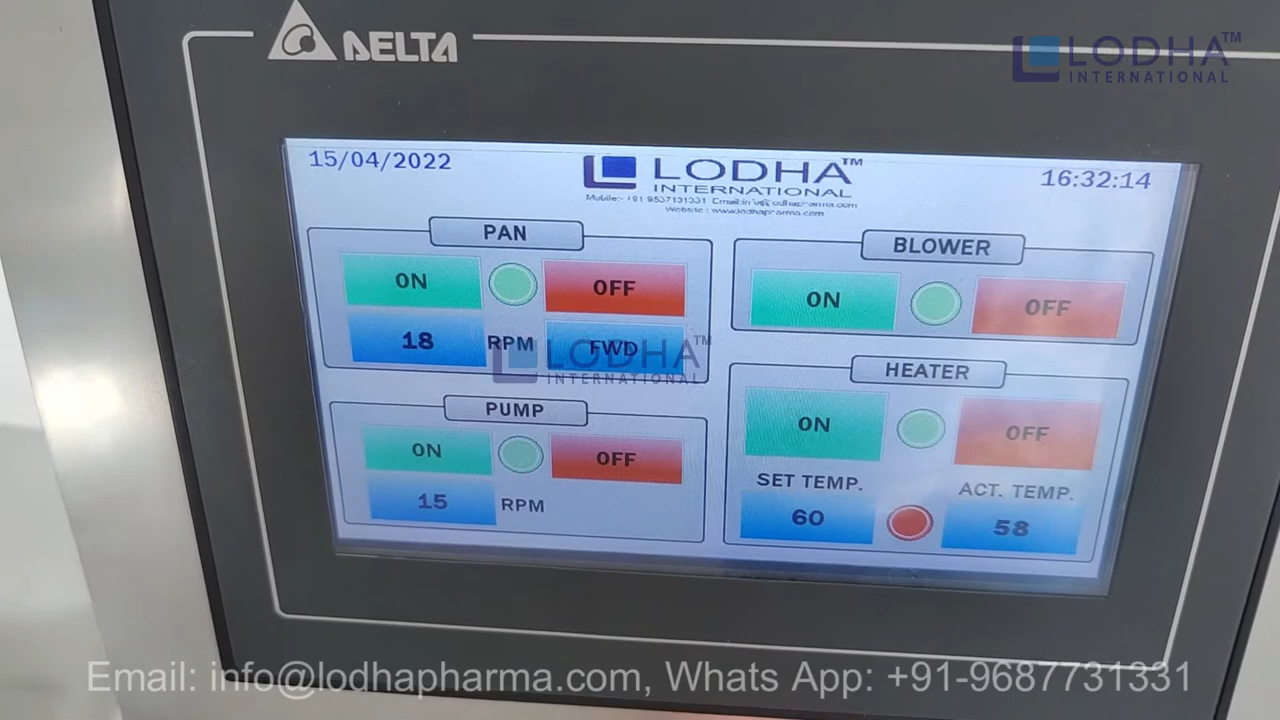 DELTA
LODHA™
INTERNATIONAL
15/04/2022
LODHA™
INTERNATIONAL
16:32:14
Mobile:- +91 9537131331 Email:info@lodhapharma.com
Website : www.lodhapharma.com
PAN
ON
OFF
18 RPM FWD
LODHA™
INTERNATIONAL
PUMP
ON
OFF
15 RPM
BLOWER
ON
OFF
HEATER
ON
OFF
SET TEMP. ACT. TEMP.
60 58
Email: info@lodhapharma.com, Whats App: +91-9687731331